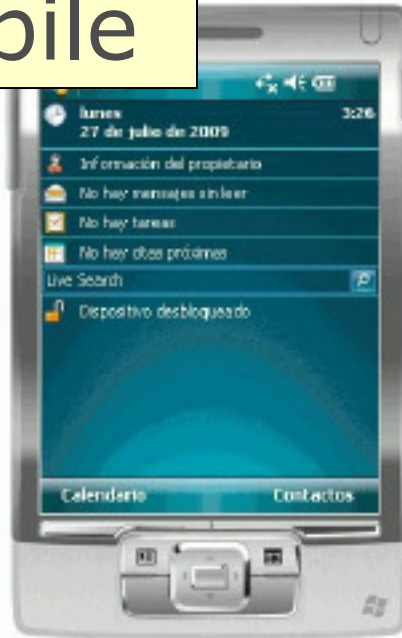 bile
lunes 3:26
27 de julio de 2009
Información del propietario
No hay mensajes sin leer
No hay tareas
No hay citas próximas
Live Search
Dispositivo desbloqueado
Calendario Contactos